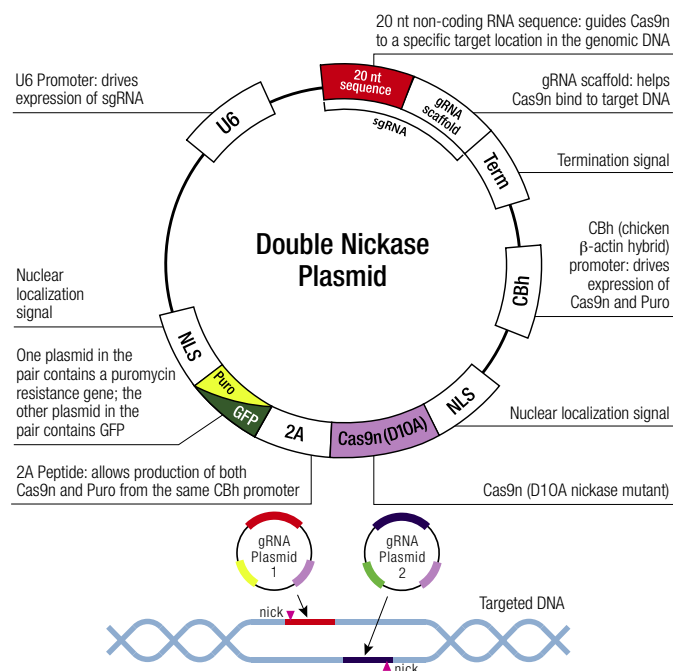 20 nt non-coding RNA sequence: guides Cas9n
to a specific target location in the genomic DNA
U6 Promoter: drives
expression of sgRNA
gRNA scaffold: helps
Cas9n bind to target DNA
20 nt
sequence
gRNA
scaffold
sgRNA
U6
Term
Termination signal
Double Nickase
Plasmid
CBh (chicken
β-actin hybrid)
promoter: drives
expression of
Cas9n and Puro
CBh
Nuclear
localization
signal
NLS
One plasmid in the
pair contains a puromycin
resistance gene; the
other plasmid in the
pair contains GFP
Puro
GFP
2A
Cas9n (D10A)
NLS
Nuclear localization signal
2A Peptide: allows production of both
Cas9n and Puro from the same CBh promoter
Cas9n (D10A nickase mutant)
gRNA
Plasmid
1
gRNA
Plasmid
2
nick
Targeted DNA
nick